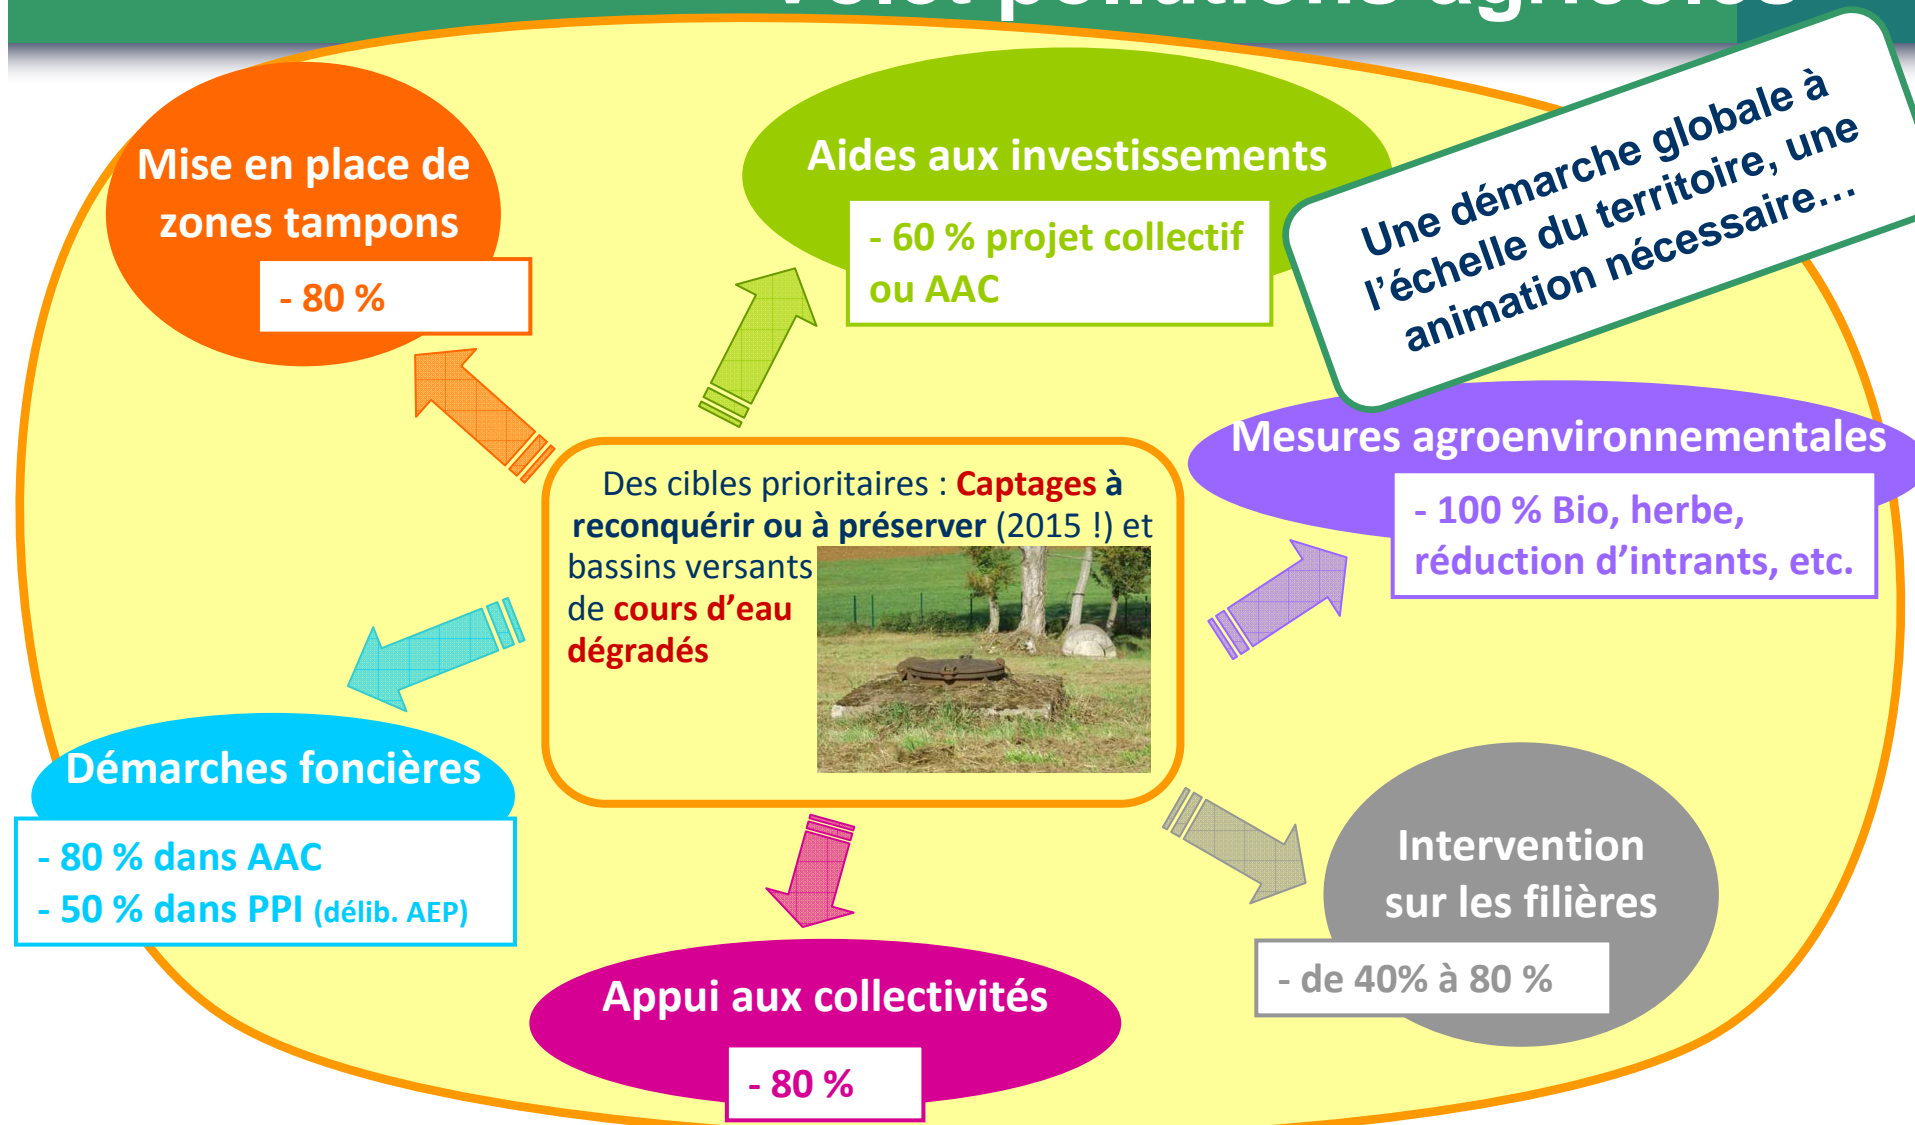 Volet pollutions agricoles
Mise en place de
zones tampons
- 80 %
Aides aux investissements
- 60 % projet collectif
ou AAC
Une démarche globale à
l’échelle du territoire, une
animation nécessaire…
Mesures agroenvironnementales
- 100 % Bio, herbe,
réduction d’intrants, etc.
Des cibles prioritaires : Captages à
reconquérir ou à préserver (2015 !) et
bassins versants
de cours d’eau
dégradés
Démarches foncières
- 80 % dans AAC
- 50 % dans PPI (délib. AEP)
Intervention
sur les filières
- de 40% à 80 %
Appui aux collectivités
- 80 %